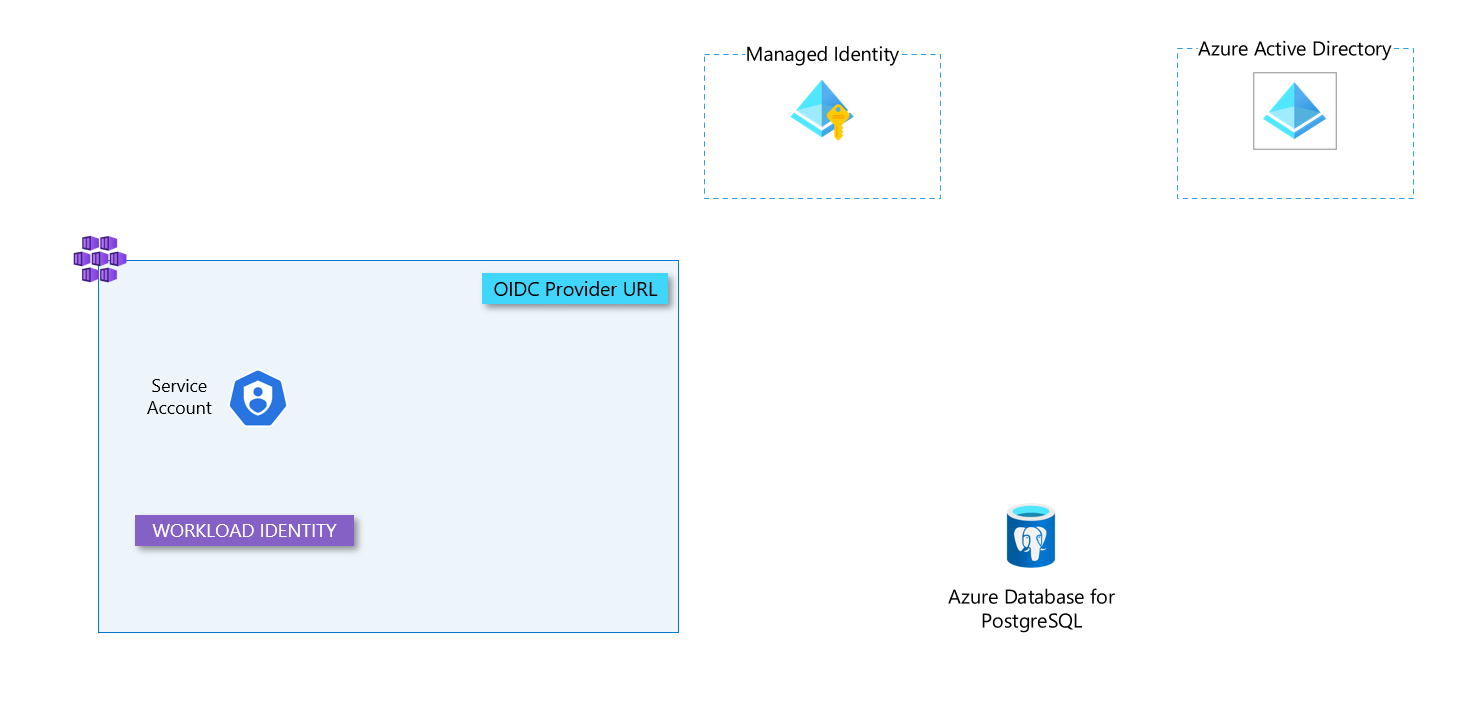 Managed Identity
Azure Active Directory
OIDC Provider URL
Service
Account
WORKLOAD IDENTITY
Azure Database for
PostgreSQL